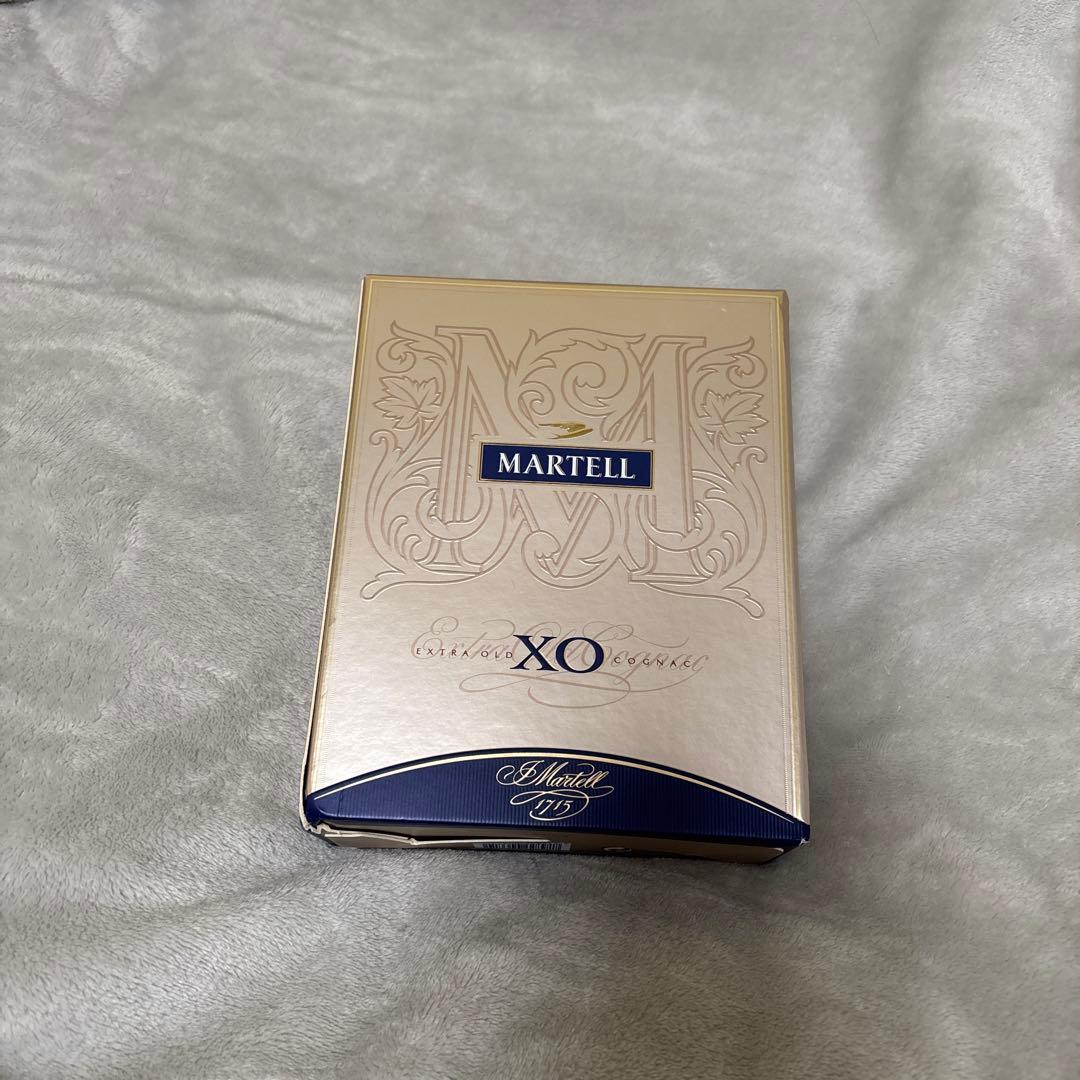 MARTELL
Extra Old Cognac
EXTRA OLD XO COGNAC
J Martell
1715